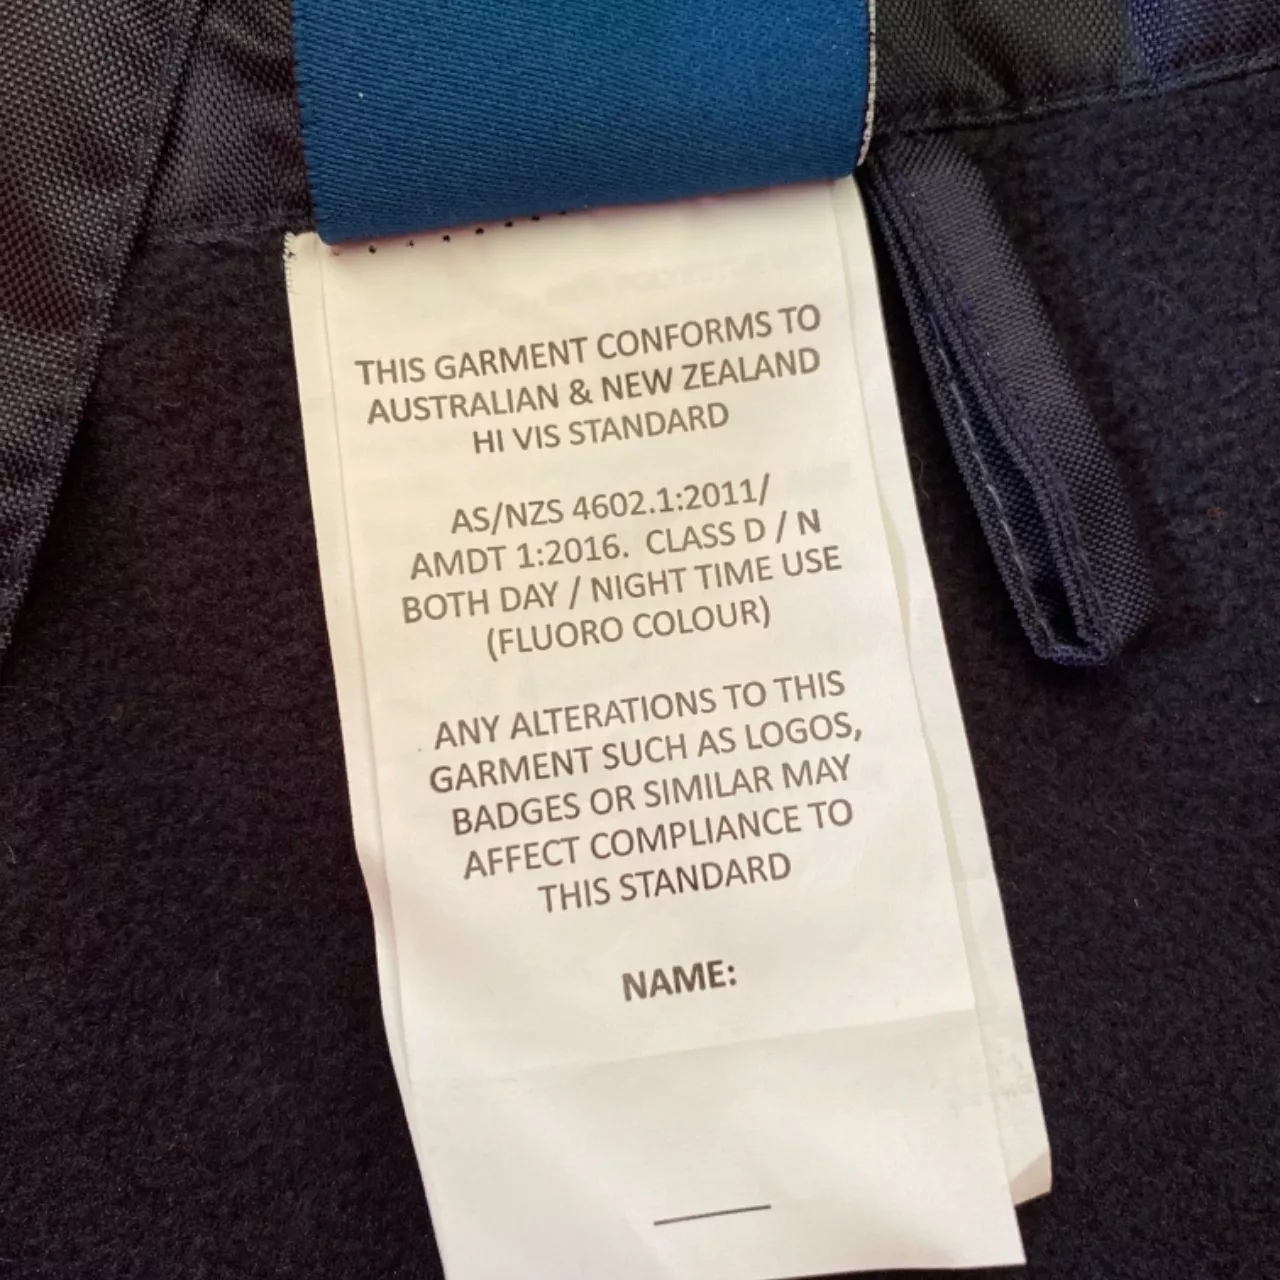 THIS GARMENT CONFORMS TO
AUSTRALIAN & NEW ZEALAND
HI VIS STANDARD
AS/NZS 4602.1:2011/
AMDT 1:2016. CLASS D / N
BOTH DAY / NIGHT TIME USE
(FLUORO COLOUR)
ANY ALTERATIONS TO THIS
GARMENT SUCH AS LOGOS,
BADGES OR SIMILAR MAY
AFFECT COMPLIANCE TO
THIS STANDARD
NAME: